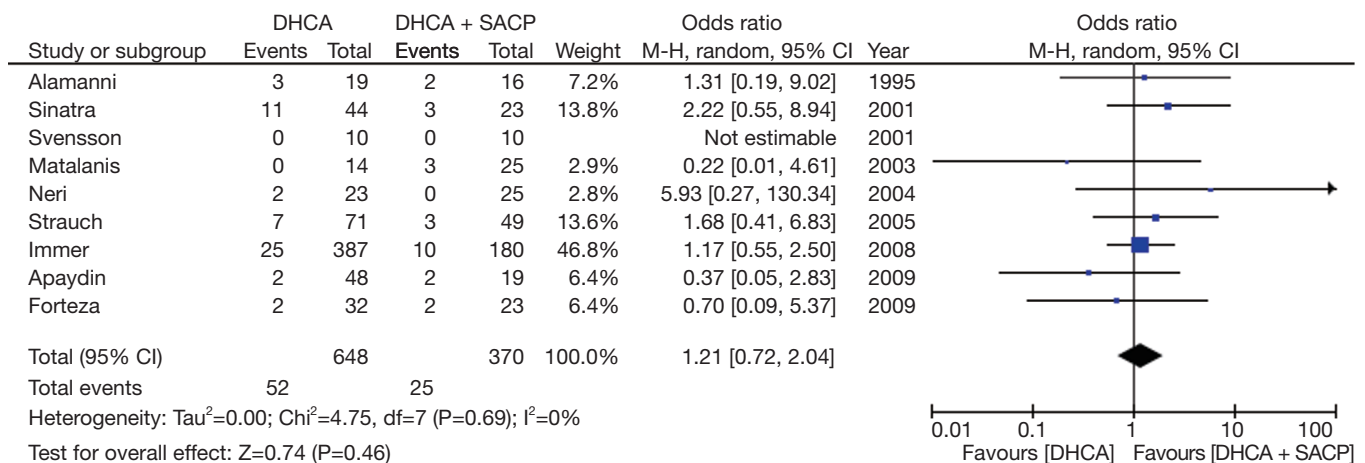 DHCA DHCA + SACP Odds ratio Odds ratio
Study or subgroup Events Total Events Total Weight M-H, random, 95% CI Year M-H, random, 95% CI
Alamanni 3 19 2 16 7.2% 1.31 [0.19, 9.02] 1995
Sinatra 11 44 3 23 13.8% 2.22 [0.55, 8.94] 2001
Svensson 0 10 0 10 Not estimable 2001
Matalanis 0 14 3 25 2.9% 0.22 [0.01, 4.61] 2003
Neri 2 23 0 25 2.8% 5.93 [0.27, 130.34] 2004
Strauch 7 71 3 49 13.6% 1.68 [0.41, 6.83] 2005
Immer 25 387 10 180 46.8% 1.17 [0.55, 2.50] 2008
Apaydin 2 48 2 19 6.4% 0.37 [0.05, 2.83] 2009
Forteza 2 32 2 23 6.4% 0.70 [0.09, 5.37] 2009
Total (95% CI) 648 370 100.0% 1.21 [0.72, 2.04]
Total events 52 25
Heterogeneity: Tau²=0.00; Chi²=4.75, df=7 (P=0.69); I²=0%
Test for overall effect: Z=0.74 (P=0.46)
0.01 0.1 1 10 100
Favours [DHCA] Favours [DHCA + SACP]